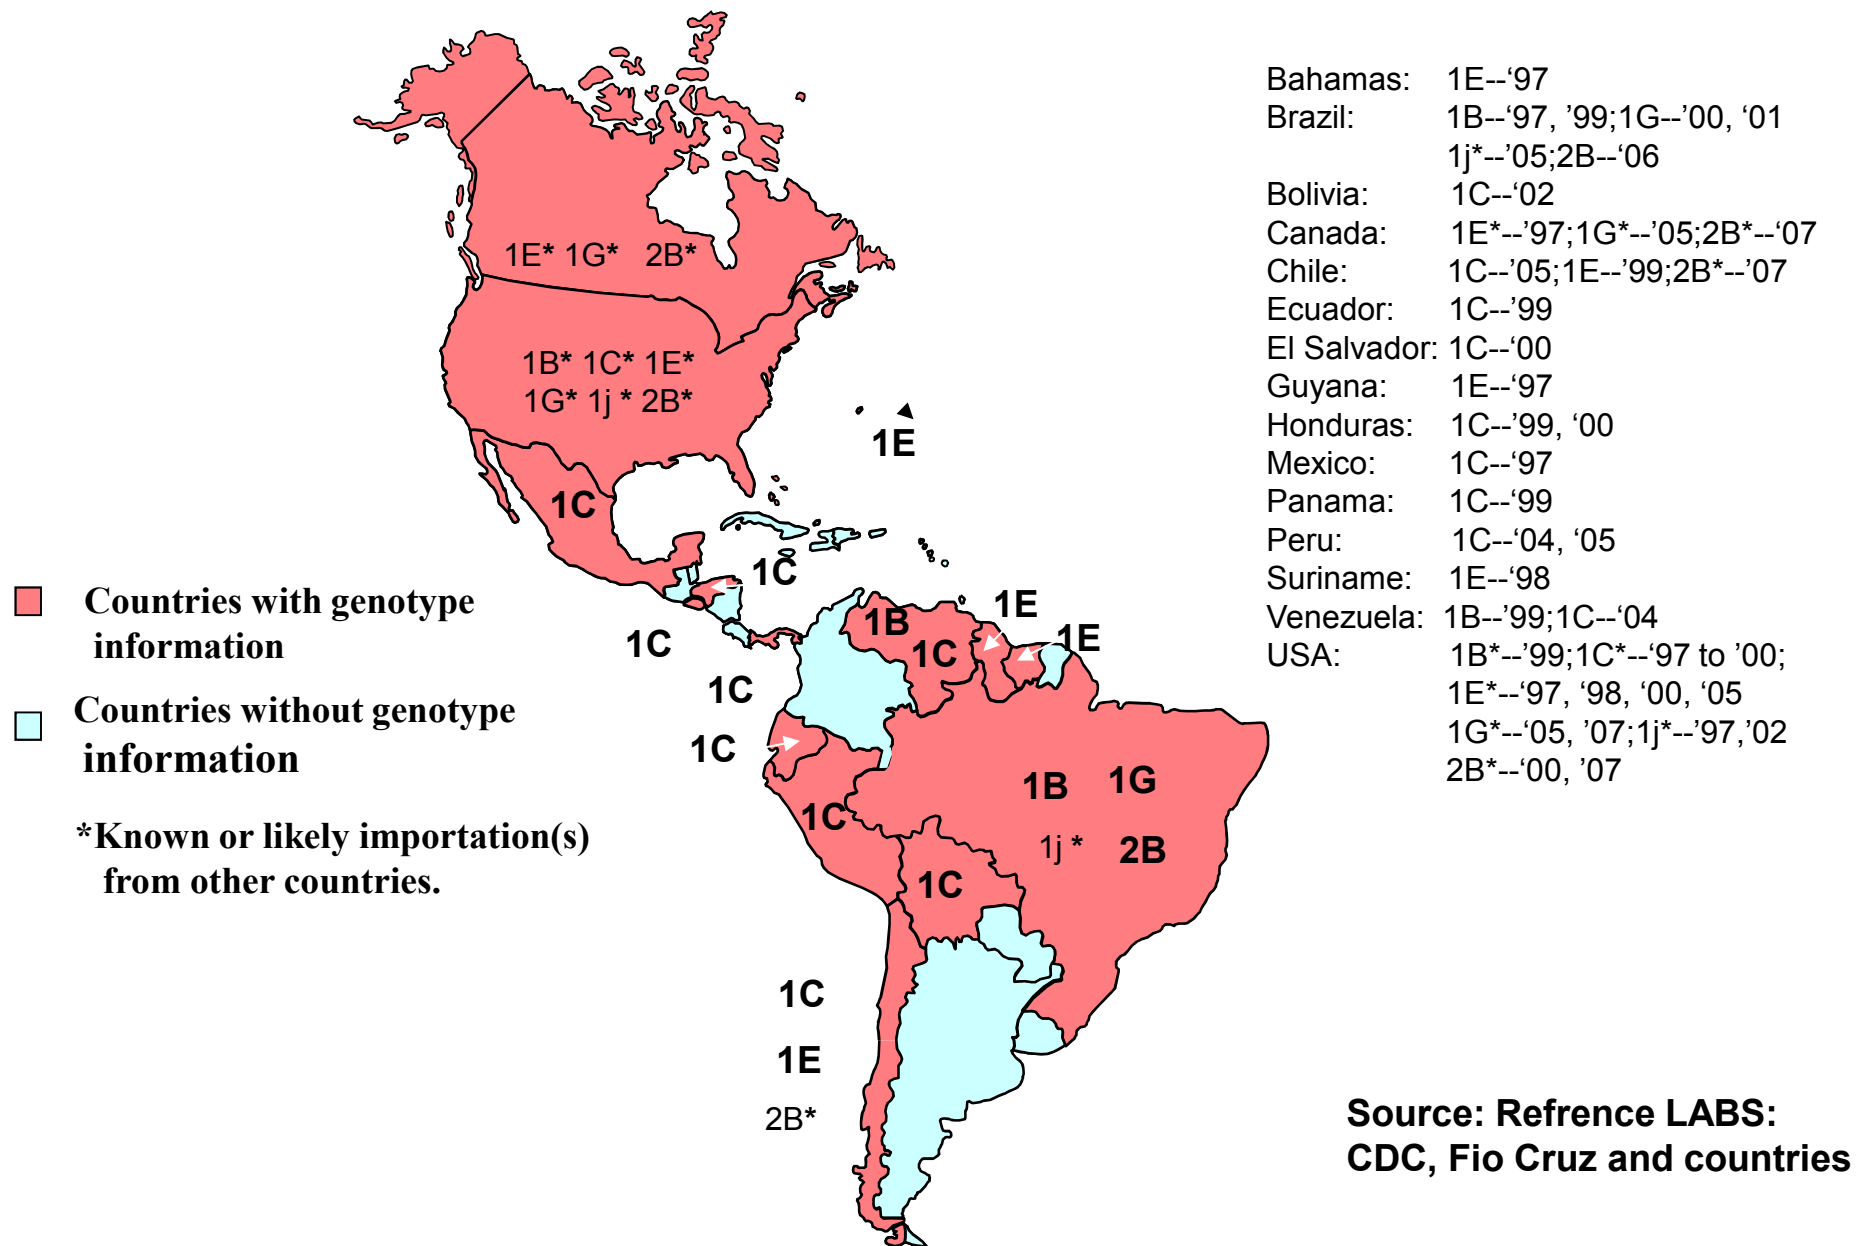 Bahamas: 1E--‘97
Brazil: 1B--‘97, ’99;1G--’00, ‘01
1j*--’05;2B--‘06
Bolivia: 1C--‘02
Canada: 1E*--’97;1G*--’05;2B*--‘07
Chile: 1C--’05;1E--’99;2B*--’07
Ecuador: 1C--’99
El Salvador: 1C--‘00
Guyana: 1E--‘97
Honduras: 1C--’99, ‘00
Mexico: 1C--‘97
Panama: 1C--‘99
Peru: 1C--‘04, ‘05
Suriname: 1E--‘98
Venezuela: 1B--’99;1C--‘04
USA: 1B*--’99;1C*--‘97 to ’00;
1E*--‘97, ‘98, ‘00, ‘05
1G*--‘05, ’07;1j*--’97,’02
2B*--‘00, ’07
1E* 1G* 2B*
1B* 1C* 1E*
1G* 1j * 2B*
1E
1C
1C
1E
1B
1E
1C
1C
1C
1C
1B 1G
1C
1j * 2B
1C
1C
1E
2B*
Countries with genotype
information
Countries without genotype
information
*Known or likely importation(s)
from other countries.
Source: Refrence LABS:
CDC, Fio Cruz and countries